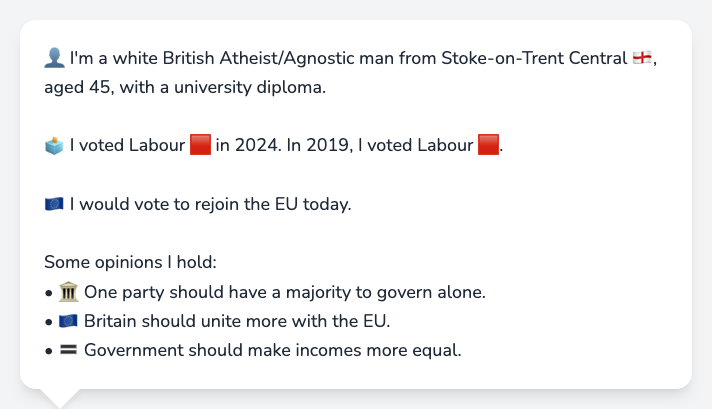 👤 I'm a white British Atheist/Agnostic man from Stoke-on-Trent Central 🏴󠁧󠁢󠁥󠁮󠁧󠁿,
aged 45, with a university diploma.
🗳️ I voted Labour 🟥 in 2024. In 2019, I voted Labour 🟥.
🇪🇺 I would vote to rejoin the EU today.
Some opinions I hold:
• 🏛️ One party should have a majority to govern alone.
• 🇪🇺 Britain should unite more with the EU.
• 🟰 Government should make incomes more equal.